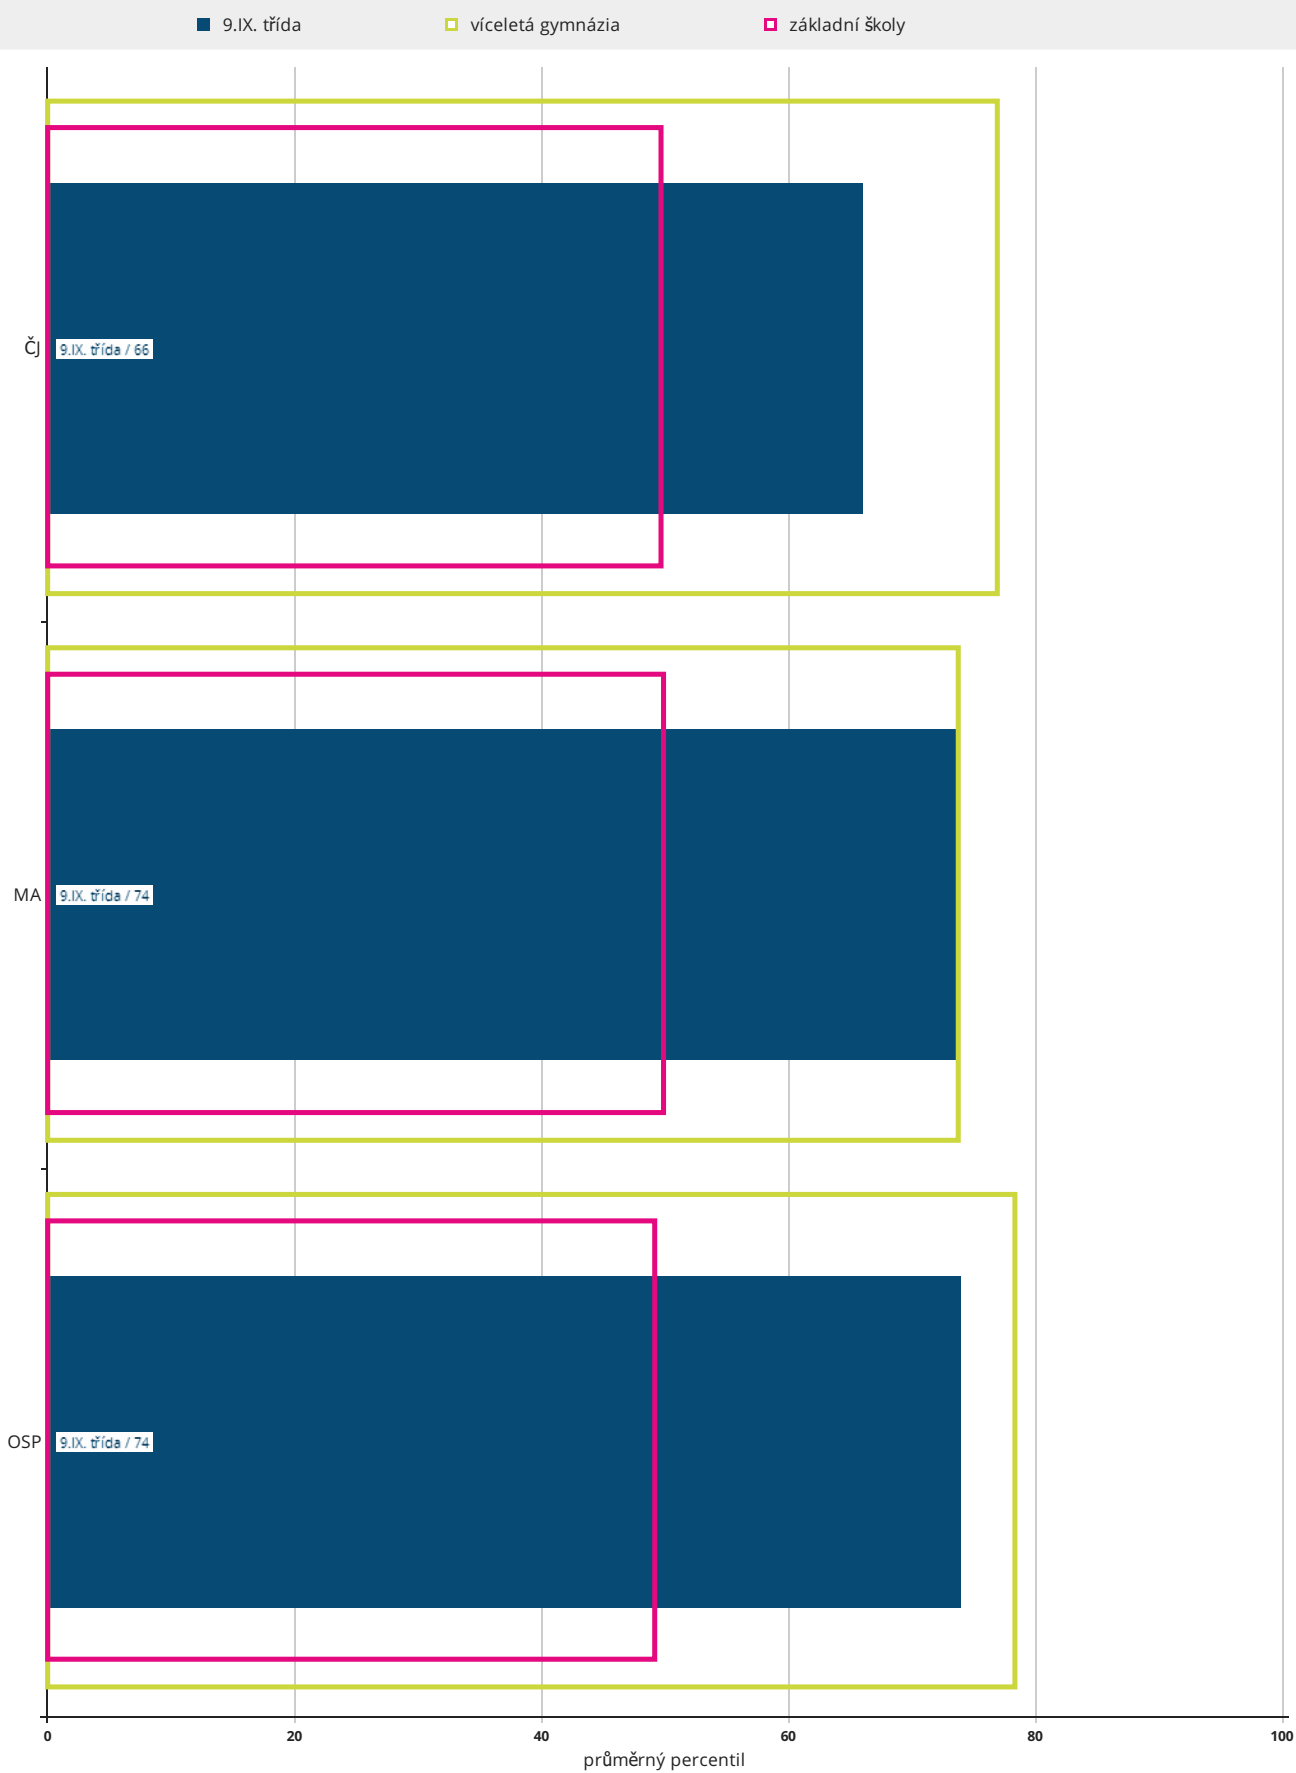 9.IX. třída víceletá gymnázia základní školy
ČJ 9.IX. třída / 66
MA 9.IX. třída / 74
OSP 9.IX. třída / 74
0 20 40 60 80 100
průměrný percentil